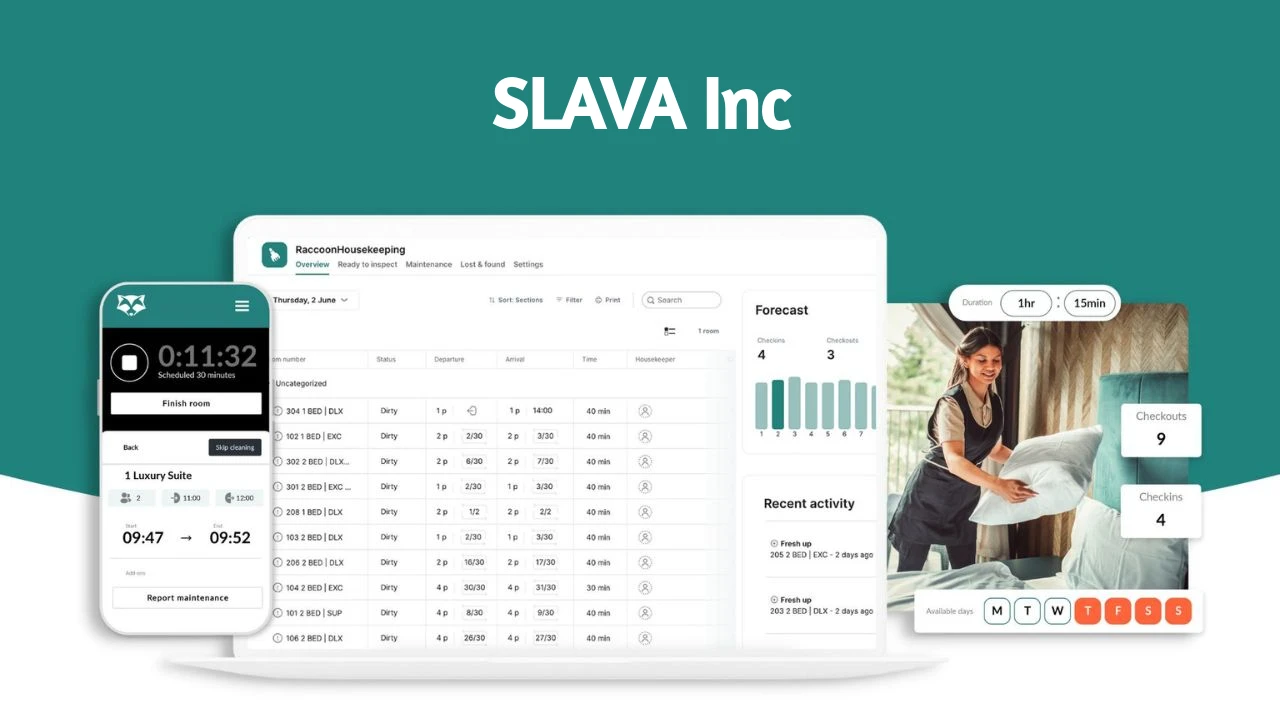 SLAVA Inc
RaccoonHousekeeping
Overview Ready to inspect Maintenance Lost & found Settings
Thursday, 2 June
Sort: Sections Filter Print Search
1 room
Status Departure Arrival Time Housekeeper
Uncategorized
304 1 BED | DLX Dirty 1 p 1 p 14:00 40 min
102 1 BED | EXC Dirty 2 p 2/30 2 p 3/30 40 min
302 2 BED | DLX... Dirty 2 p 6/30 2 p 7/30 40 min
301 2 BED | EXC ... Dirty 1 p 2/30 1 p 3/30 40 min
208 1 BED | DLX Dirty 2 p 1/2 2 p 2/2 40 min
103 2 BED | DLX Dirty 1 p 2/30 1 p 3/30 40 min
206 2 BED | DLX Dirty 2 p 16/30 2 p 17/30 40 min
104 2 BED | EXC Dirty 4 p 30/30 4 p 31/30 30 min
101 2 BED | SUP Dirty 4 p 8/30 4 p 9/30 40 min
106 2 BED | DLX Dirty 4 p 26/30 4 p 27/30 40 min
Forecast
Checkins Checkouts
4 3
1 2 3 4 5 6 7
Recent activity
Fresh up
205 2 BED | EXC - 2 days ago
Fresh up
203 2 BED | DLX - 2 days ago
0:11:32
Scheduled 30 minutes
Finish room
Back Skip cleaning
1 Luxury Suite
2 11:00 12:00
Start End
09:47 → 09:52
Add-ons
Report maintenance
Duration 1hr : 15min
Checkouts
9
Checkins
4
Available days M T W T F S S